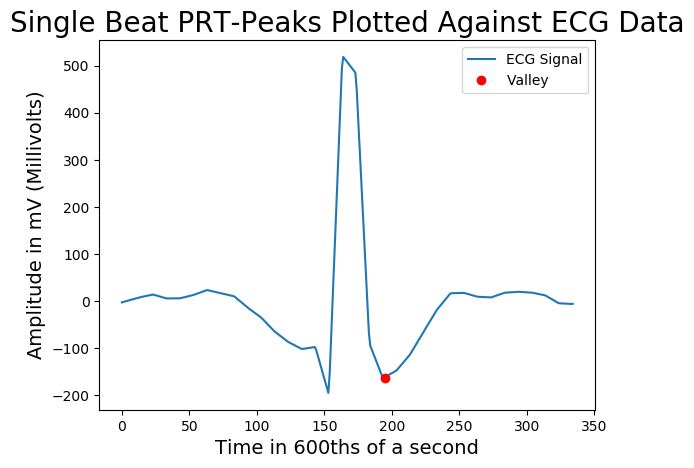 Single Beat PRT-Peaks Plotted Against ECG Data
ECG Signal
Valley
Amplitude in mV (Millivolts)
500
400
300
200
100
0
−100
−200
0 50 100 150 200 250 300 350
Time in 600ths of a second